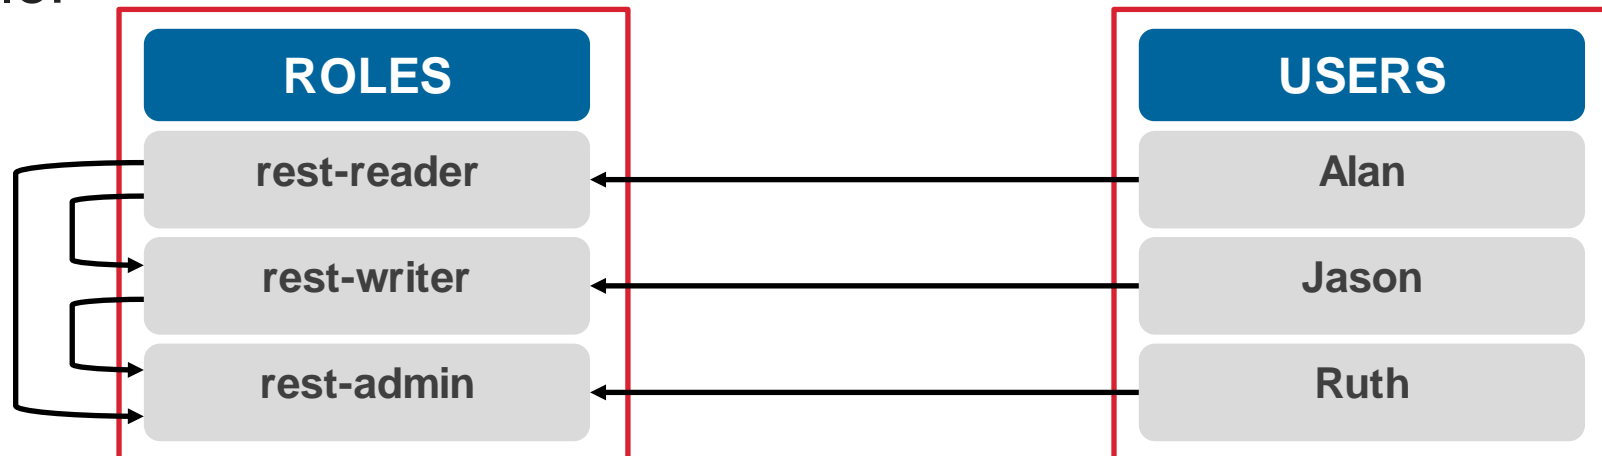 ROLES
USERS
rest-reader
Alan
rest-writer
Jason
rest-admin
Ruth